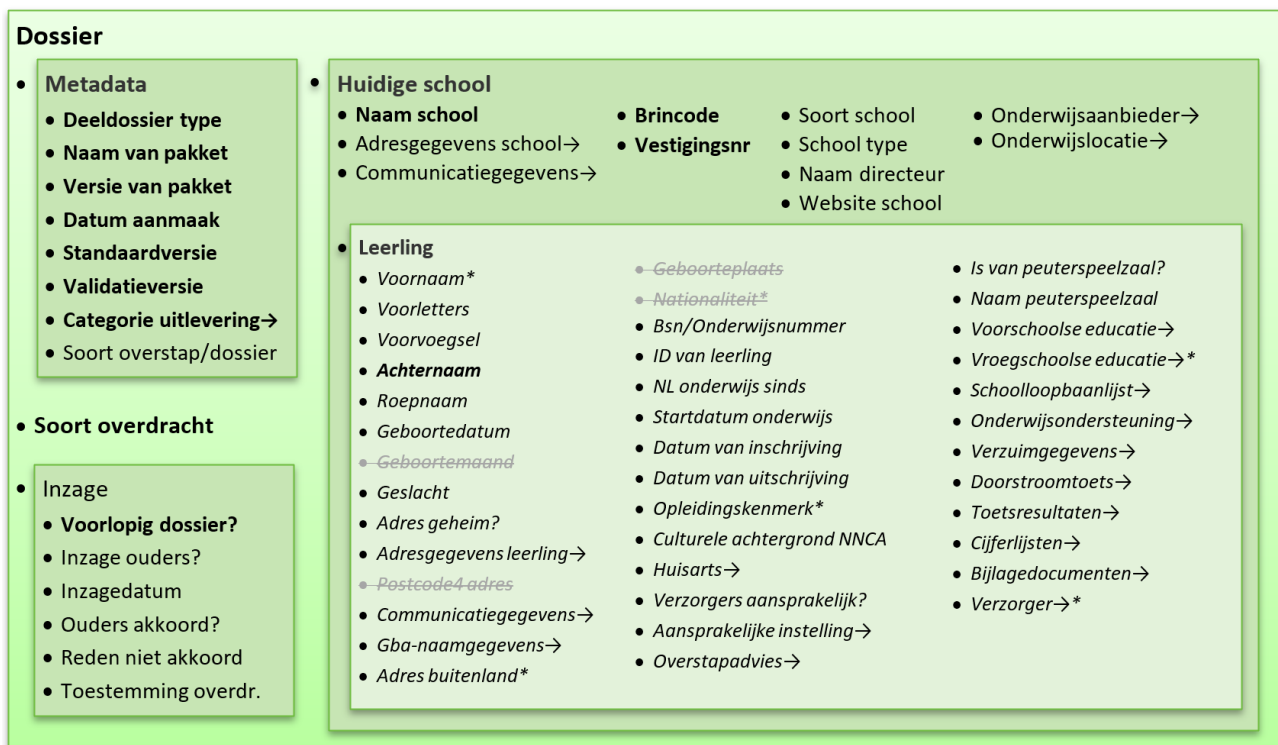 Dossier
• Metadata
• Deeldossier type
• Naam van pakket
• Versie van pakket
• Datum aanmaak
• Standaardversie
• Validatieversie
• Categorie uitlevering→
• Soort overstap/dossier
• Soort overdracht
• Inzage
• Voorlopig dossier?
• Inzage ouders?
• Inzagedatum
• Ouders akkoord?
• Reden niet akkoord
• Toestemming overdr.
• Huidige school
• Naam school
• Adresgegevens school→
• Communicatiegegevens→
• Brincode
• Vestigingsnr
• Soort school
• School type
• Naam directeur
• Website school
• Onderwijsaanbieder→
• Onderwijslocatie→
• Leerling
• Voornaam*
• Voorletters
• Voorvoegsel
• Achternaam
• Roepnaam
• Geboortedatum
• Geboortemaand
• Geslacht
• Adres geheim?
• Adresgegevens leerling→
• Postcode4 adres
• Communicatiegegevens→
• Gba-naamgegevens→
• Adres buitenland*
• Geboorteplaats
• Nationaliteit*
• Bsn/Onderwijsnummer
• ID van leerling
• NL onderwijs sinds
• Startdatum onderwijs
• Datum van inschrijving
• Datum van uitschrijving
• Opleidingskenmerk*
• Culturele achtergrond NNCA
• Huisarts→
• Verzorgers aansprakelijk?
• Aansprakelijke instelling→
• Overstapadvies→
• Is van peuterspeelzaal?
• Naam peuterspeelzaal
• Voorschoolse educatie→
• Vroegschoolse educatie→*
• Schoolloopbaanlijst→
• Onderwijsondersteuning→
• Verzuimgegevens→
• Doorstroomtoets→
• Toetsresultaten→
• Cijferlijsten→
• Bijlagedocumenten→
• Verzorger→*